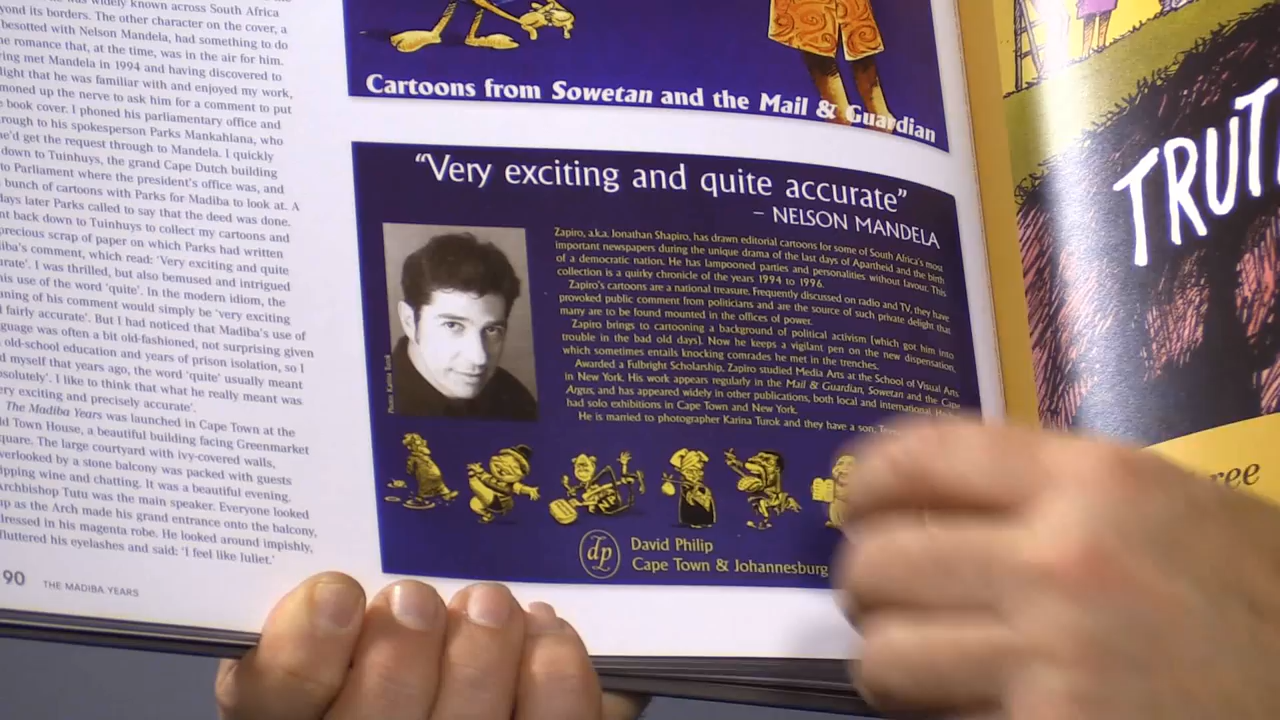 was widely known across South Africa
yond its borders. The other character on the cover, a
besotted with Nelson Mandela, had something to do
e romance that, at the time, was in the air for him.
ing met Mandela in 1994 and having discovered to
light that he was familiar with and enjoyed my work,
moned up the nerve to ask him for a comment to put
book cover. I phoned his parliamentary office and
rough to his spokesperson Parks Mankahlana, who
e'd get the request through to Mandela. I quickly
down to Tuinhuys, the grand Cape Dutch building
to Parliament where the president's office was, and
bunch of cartoons with Parks for Madiba to look at. A
days later Parks called to say that the deed was done.
nt back down to Tuinhuys to collect my cartoons and
precious scrap of paper on which Parks had written
iba's comment, which read: 'Very exciting and quite
urate'. I was thrilled, but also bemused and intrigued
his use of the word 'quite'. In the modern idiom, the
aning of his comment would simply be 'very exciting
d fairly accurate'. But I had noticed that Madiba's use of
guage was often a bit old-fashioned, not surprising given
old-school education and years of prison isolation, so I
d myself that years ago, the word 'quite' usually meant
bsolutely'. I like to think that what he really meant was
ery exciting and precisely accurate'.
The Madiba Years was launched in Cape Town at the
ld Town House, a beautiful building facing Greenmarket
quare. The large courtyard with ivy-covered walls,
verlooked by a stone balcony was packed with guests
ipping wine and chatting. It was a beautiful evening.
Archbishop Tutu was the main speaker. Everyone looked
up as the Arch made his grand entrance onto the balcony,
dressed in his magenta robe. He looked around impishly,
fluttered his eyelashes and said: 'I feel like Juliet.'
90 THE MADIBA YEARS
Cartoons from Sowetan and the Mail & Guardian
"Very exciting and quite accurate"
– NELSON MANDELA
Zapiro, a.k.a. Jonathan Shapiro, has drawn editorial cartoons for some of South Africa's most
important newspapers during the unique drama of the last days of Apartheid and the birth
of a democratic nation. He has lampooned parties and personalities without favour. This
collection is a quirky chronicle of the years 1994 to 1996.
Zapiro's cartoons are a national treasure. Frequently discussed on radio and TV, they have
provoked public comment from politicians and are the source of such private delight that
many are to be found mounted in the offices of power.
Zapiro brings to cartooning a background of political activism (which got him into
trouble in the bad old days). Now he keeps a vigilant pen on the new dispensation,
which sometimes entails knocking comrades he met in the trenches.
Awarded a Fulbright Scholarship, Zapiro studied Media Arts at the School of Visual Arts
in New York. His work appears regularly in the Mail & Guardian, Sowetan and the Cape
Argus, and has appeared widely in other publications, both local and international. He
had solo exhibitions in Cape Town and New York.
He is married to photographer Karina Turok and they have a son,
Photo: Karina Turok
dp
David Philip
Cape Town & Johannesburg
TRUT
ree